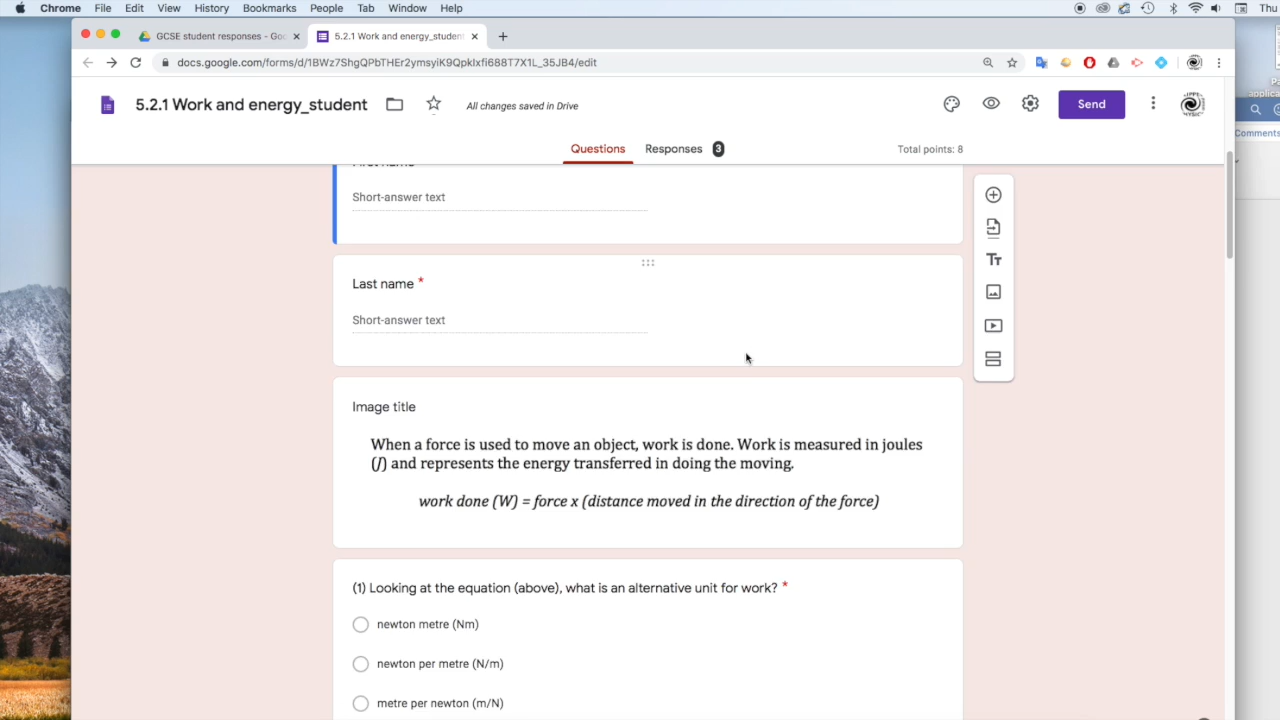 Chrome File Edit View History Bookmarks People Tab Window Help Thu
GCSE student responses - Goo
5.2.1 Work and energy_student
docs.google.com/forms/d/1BWz7ShgQPbTHEr2ymsyiK9QpkIxfi688T7X1L_35JB4/edit
5.2.1 Work and energy_student
All changes saved in Drive
Send
Questions Responses 3 Total points: 8
First name
Short-answer text
Last name *
Short-answer text
Image title
When a force is used to move an object, work is done. Work is measured in joules
(J) and represents the energy transferred in doing the moving.
work done (W) = force x (distance moved in the direction of the force)
(1) Looking at the equation (above), what is an alternative unit for work? *
newton metre (Nm)
newton per metre (N/m)
metre per newton (m/N)
Comments